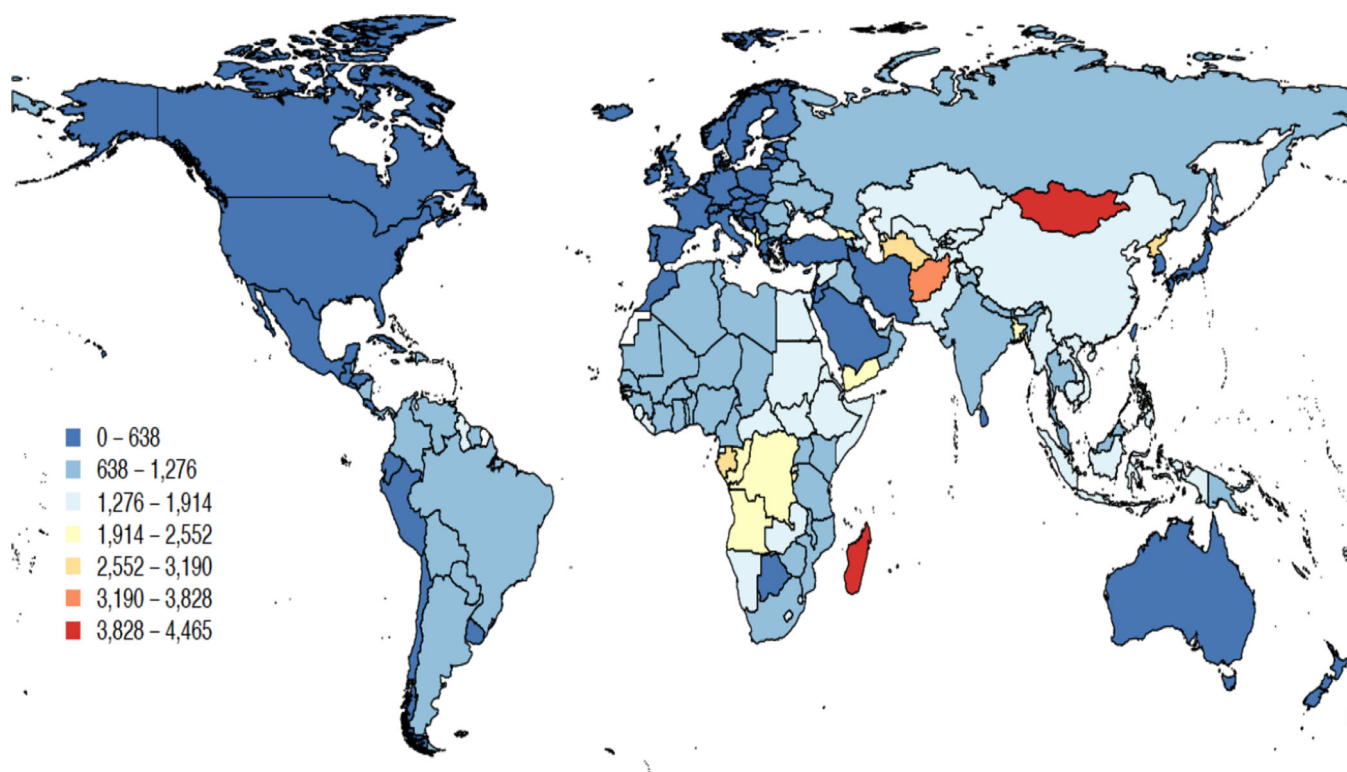 0 – 638
638 – 1,276
1,276 – 1,914
1,914 – 2,552
2,552 – 3,190
3,190 – 3,828
3,828 – 4,465